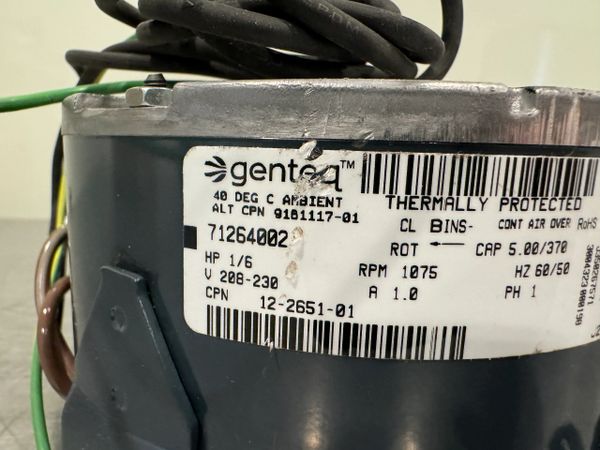 genteq™
40 DEG C AMBIENT
ALT CPN 9181117-01
71264002
HP 1/6
V 208-230
CPN 12-2651-01
THERMALLY PROTECTED
CL B INS- CONT AIR OVER RoHS
ROT ← CAP 5.00/370
RPM 1075 HZ 60/50
A 1.0 PH 1